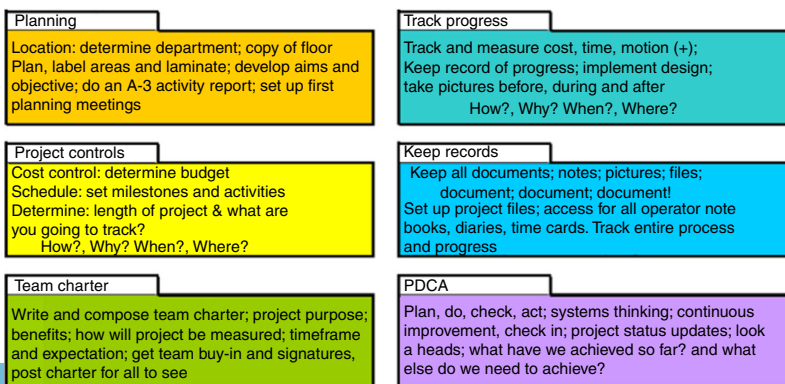 Planning
Location: determine department; copy of floor
Plan, label areas and laminate; develop aims and
objective; do an A-3 activity report; set up first
planning meetings
Track progress
Track and measure cost, time, motion (+);
Keep record of progress; implement design;
take pictures before, during and after
How?, Why? When?, Where?
Project controls
Cost control: determine budget
Schedule: set milestones and activities
Determine: length of project & what are
you going to track?
How?, Why? When?, Where?
Keep records
Keep all documents; notes; pictures; files;
document; document; document!
Set up project files; access for all operator note
books, diaries, time cards. Track entire process
and progress
Team charter
Write and compose team charter; project purpose;
benefits; how will project be measured; timeframe
and expectation; get team buy-in and signatures,
post charter for all to see
PDCA
Plan, do, check, act; systems thinking; continuous
improvement, check in; project status updates; look
a heads; what have we achieved so far? and what
else do we need to achieve?